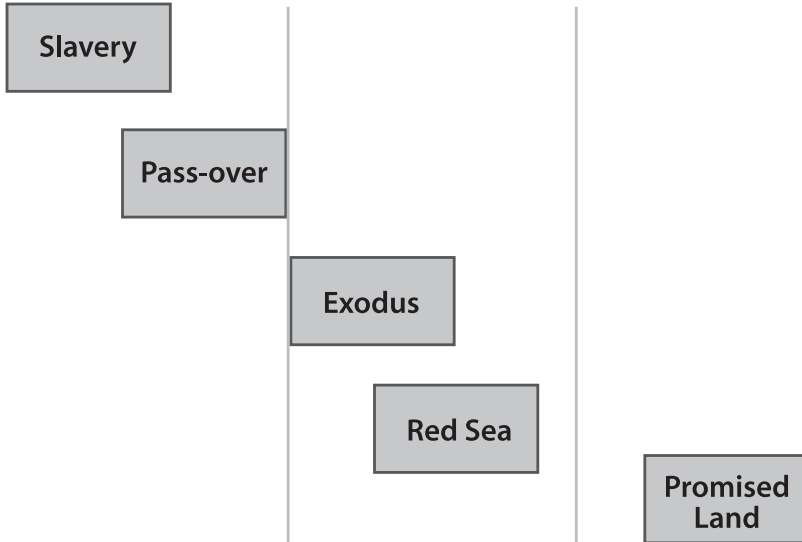 Slavery
Pass-over
Exodus
Red Sea
Promised
Land